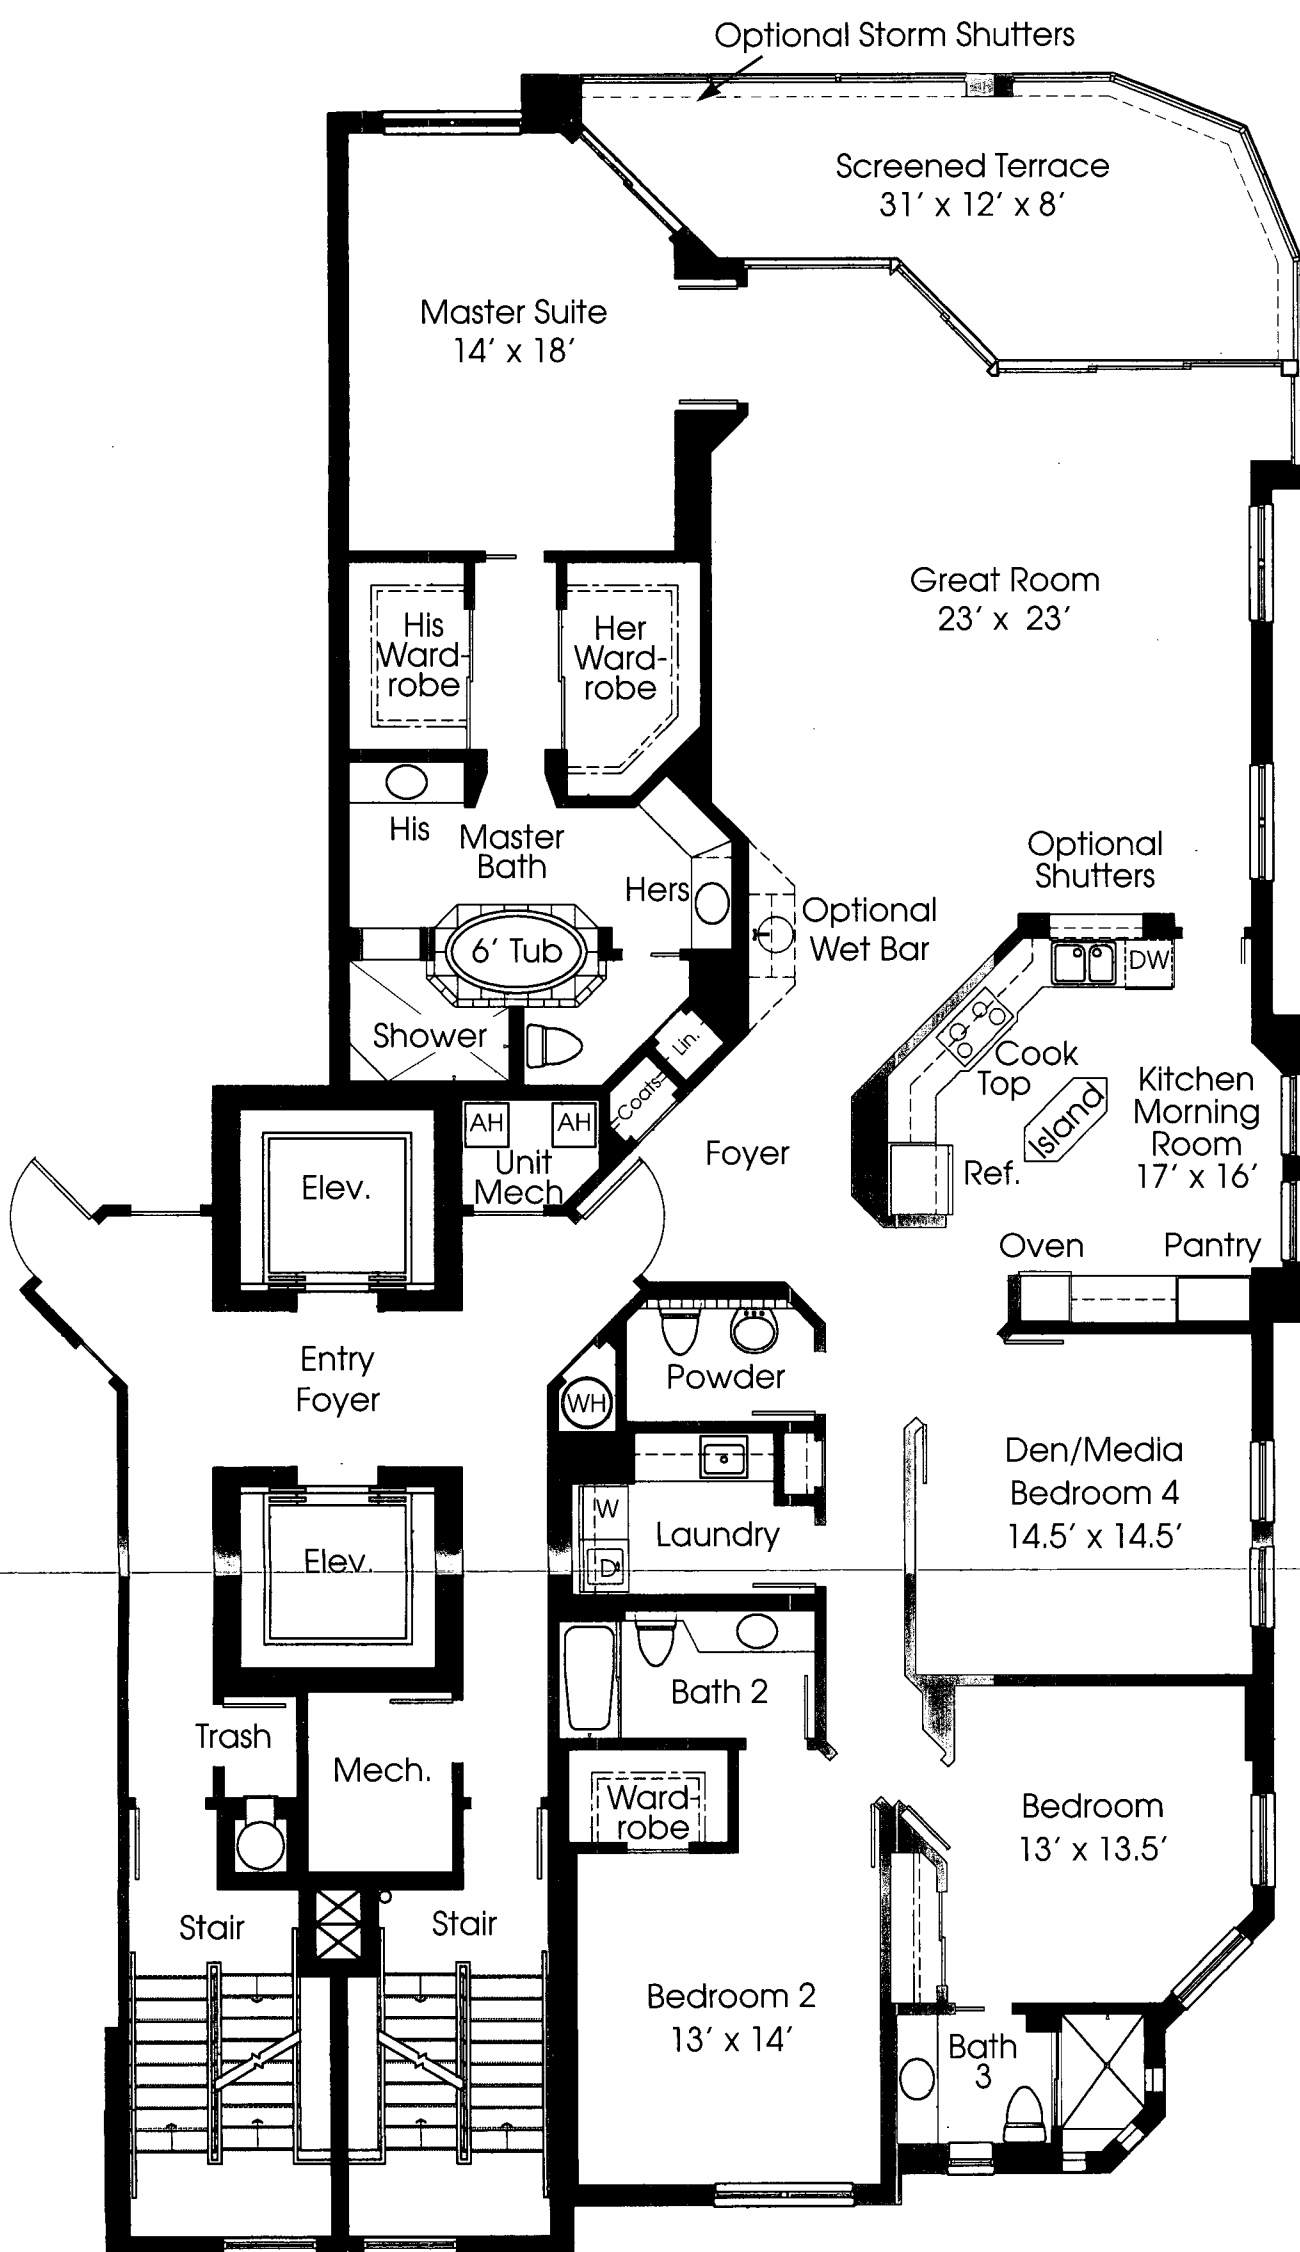 Optional Storm Shutters
Screened Terrace
31' x 12' x 8'
Master Suite
14' x 18'
Great Room
23' x 23'
His
Ward-
robe
Her
Ward-
robe
His
Master
Bath
Hers
Optional
Shutters
Optional
Wet Bar
6' Tub
DW
Shower
Lin.
Coats
Cook
Top
Island
Kitchen
Morning
Room
17' x 16'
AH
AH
Unit
Mech
Foyer
Ref.
Elev.
Oven
Pantry
Entry
Foyer
Powder
WH
Den/Media
Bedroom 4
14.5' x 14.5'
W
Laundry
D
Elev.
Bath 2
Trash
Mech.
Ward-
robe
Bedroom
13' x 13.5'
Stair
Stair
Bedroom 2
13' x 14'
Bath
3